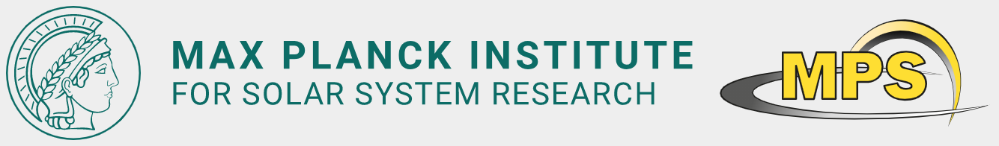 MAX PLANCK INSTITUTE
FOR SOLAR SYSTEM RESEARCH
MPS